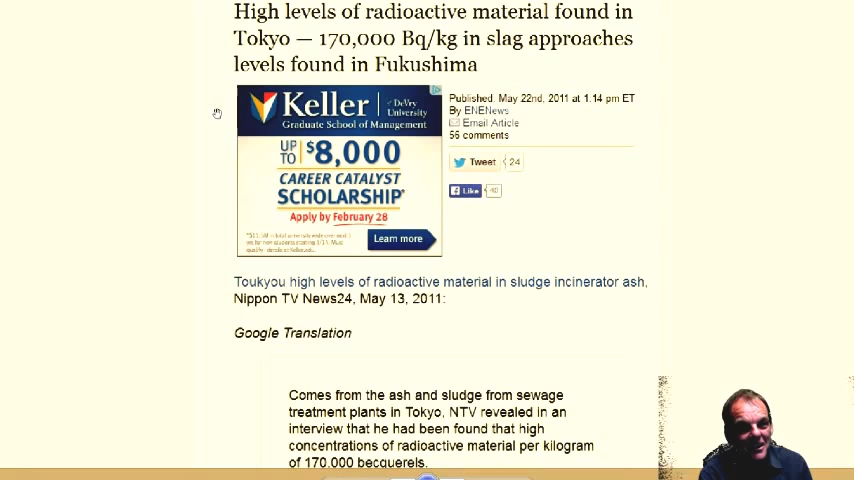 High levels of radioactive material found in
Tokyo — 170,000 Bq/kg in slag approaches
levels found in Fukushima
Keller
of DeVry
University
Graduate School of Management
UP
TO
$8,000
CAREER CATALYST
SCHOLARSHIP*
Apply by February 28
Learn more
Published: May 22nd, 2011 at 1:14 pm ET
By ENENews
Email Article
56 comments
Tweet
24
Like
40
Toukyou high levels of radioactive material in sludge incinerator ash,
Nippon TV News24, May 13, 2011:
Google Translation
Comes from the ash and sludge from sewage
treatment plants in Tokyo, NTV revealed in an
interview that he had been found that high
concentrations of radioactive material per kilogram
of 170,000 becquerels.